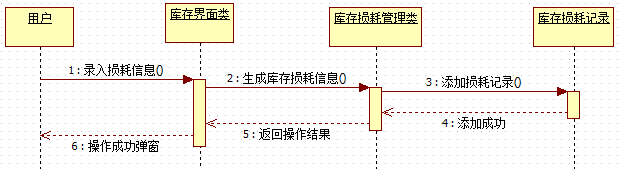 用户
库存界面类
库存损耗管理类
库存损耗记录
1 : 录入损耗信息()
2 : 生成库存损耗信息()
3 : 添加损耗记录()
4 : 添加成功
5 : 返回操作结果
6 : 操作成功弹窗